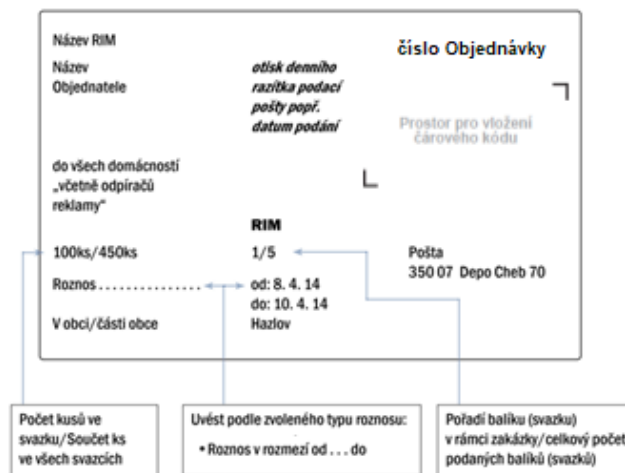 Název RIM
číslo Objednávky
Název
Objednatele
otisk denního
razítka podací
pošty popř.
datum podání
Prostor pro vložení
čárového kódu
do všech domácností
„včetně odpíračů
reklamy“
RIM
100ks/450ks
1/5
Pošta
350 07 Depo Cheb 70
Roznos...............
od: 8. 4. 14
do: 10. 4. 14
V obci/části obce
Hazlov
Počet kusů ve
svazku/Součet ks
ve všech svazcích
Uvést podle zvoleného typu roznosu:
• Roznos v rozmezí od . . . do
Pořadí balíku (svazku)
v rámci zakázky/celkový počet
podaných balíků (svazků)